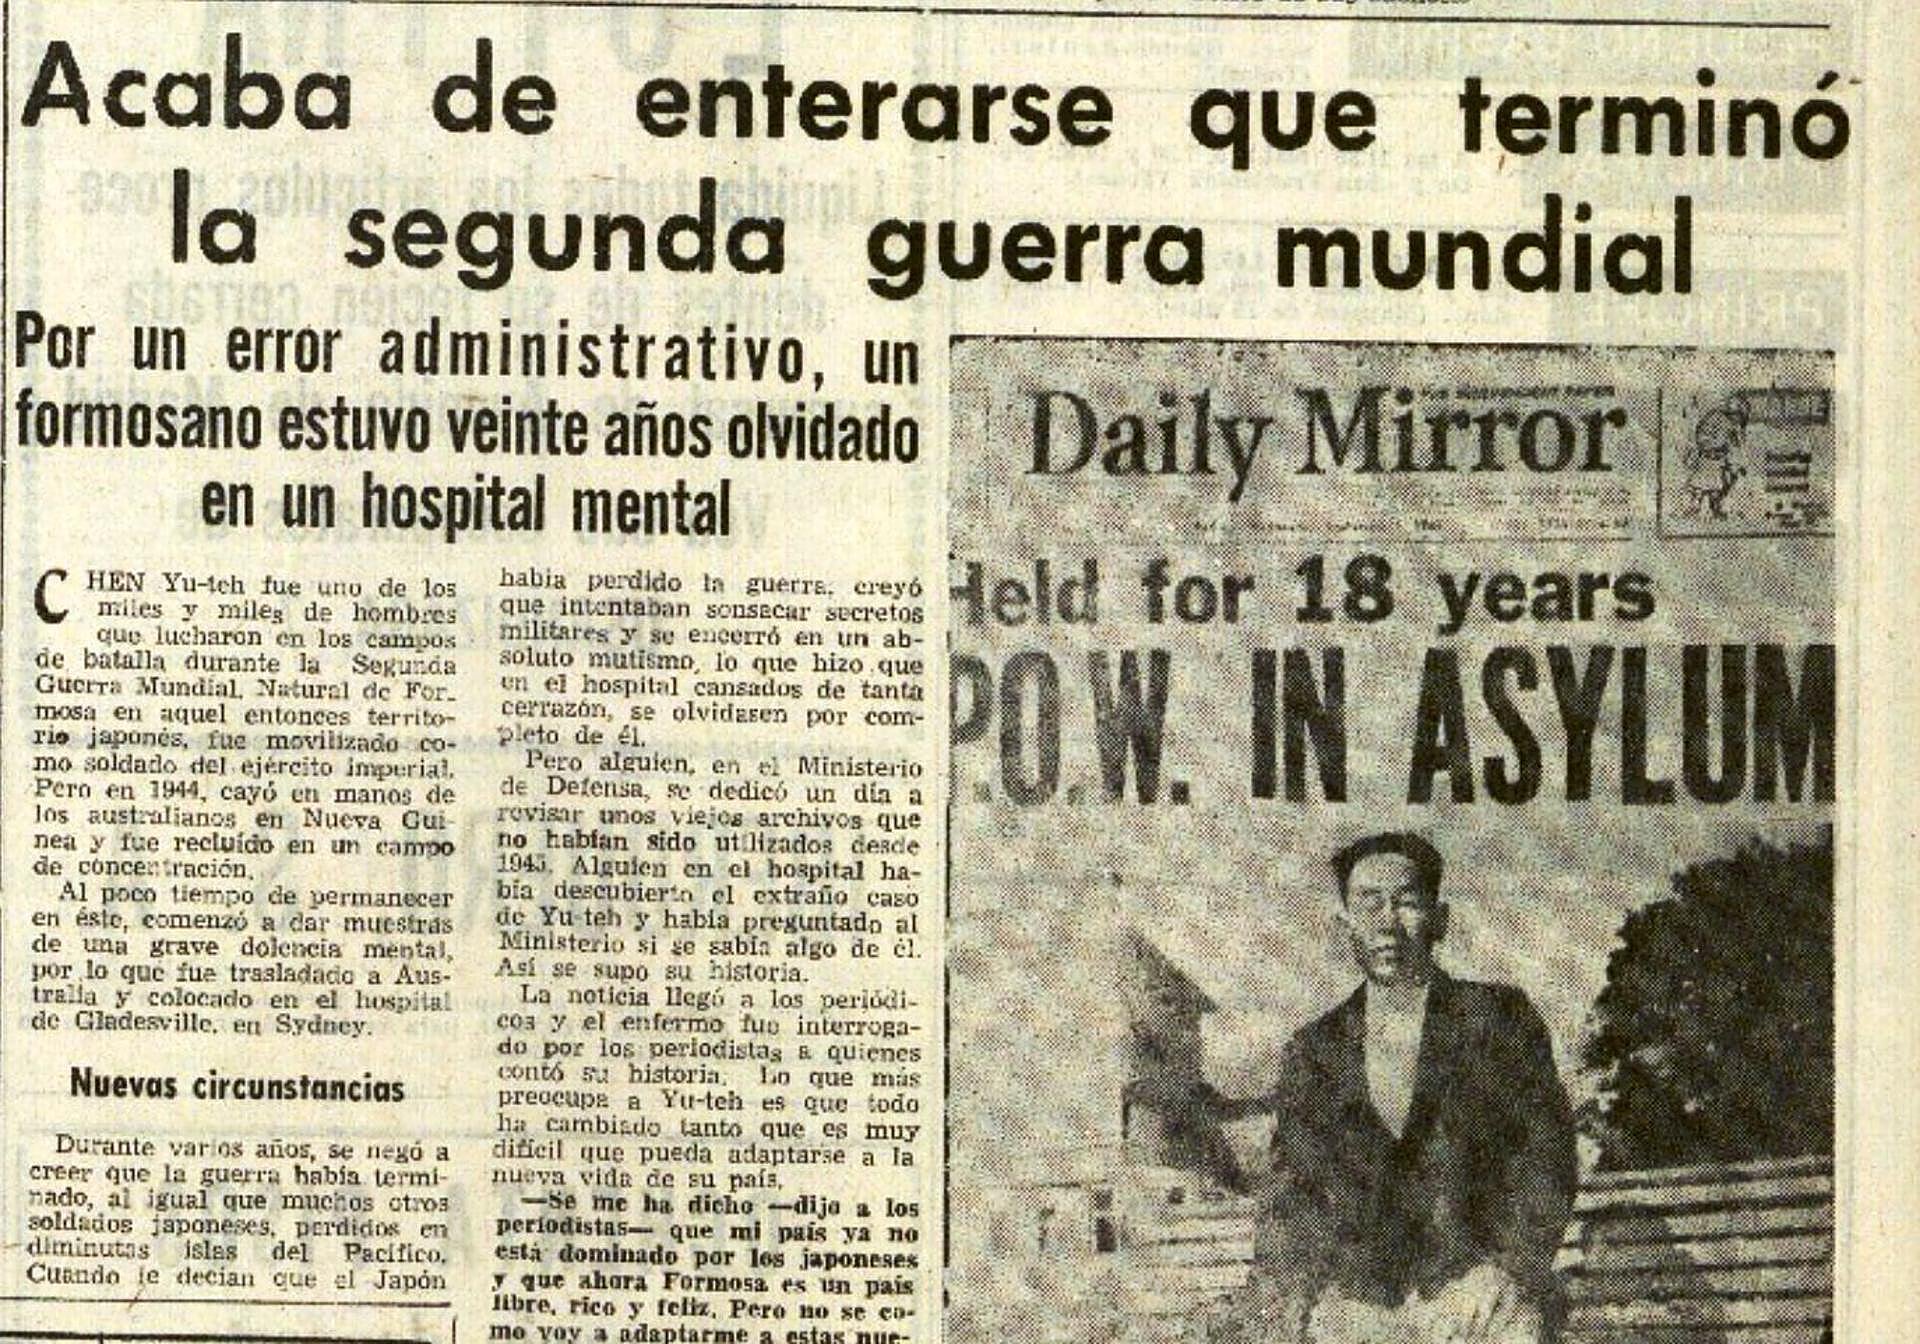 Acaba de enterarse que terminó
la segunda guerra mundial
Por un error administrativo, un
formosano estuvo veinte años olvidado
en un hospital mental
CHEN Yu-teh fue uno de los
miles y miles de hombres
que lucharon en los campos
de batalla durante la Segunda
Guerra Mundial. Natural de For-
mosa en aquel entonces territo-
rio japonés, fue movilizado co-
mo soldado del ejército imperial.
Pero en 1944, cayó en manos de
los australianos en Nueva Gui-
nea y fue recluído en un campo
de concentración.
Al poco tiempo de permanecer
en éste, comenzó a dar muestras
de una grave dolencia mental,
por lo que fue trasladado a Aus-
tralia y colocado en el hospital
de Gladesville, en Sydney.
Nuevas circunstancias
Durante varios años, se negó a
creer que la guerra había termi-
nado, al igual que muchos otros
soldados japoneses, perdidos en
diminutas islas del Pacífico.
Cuando le decían que el Japón
había perdido la guerra, creyó
que intentaban sonsacar secretos
militares y se encerró en un ab-
soluto mutismo, lo que hizo que
en el hospital cansados de tanta
cerrazón, se olvidasen por com-
pleto de él.
Pero alguien, en el Ministerio
de Defensa, se dedicó un día a
revisar unos viejos archivos que
no habían sido utilizados desde
1945. Alguien en el hospital ha-
bía descubierto el extraño caso
de Yu-teh y había preguntado al
Ministerio si se sabía algo de él.
Así se supo su historia.
La noticia llegó a los periódi-
cos y el enfermo fue interroga-
do por los periodistas a quienes
contó su historia. Lo que más
preocupa a Yu-teh es que todo
ha cambiado tanto que es muy
difícil que pueda adaptarse a la
nueva vida de su país.
—Se me ha dicho —dijo a los
periodistas— que mi país ya no
está dominado por los japoneses
y que ahora Formosa es un país
libre, rico y feliz. Pero no se co-
mo voy a adaptarme a estas nue-
Daily Mirror
Held for 18 years
P.O.W. IN ASYLUM